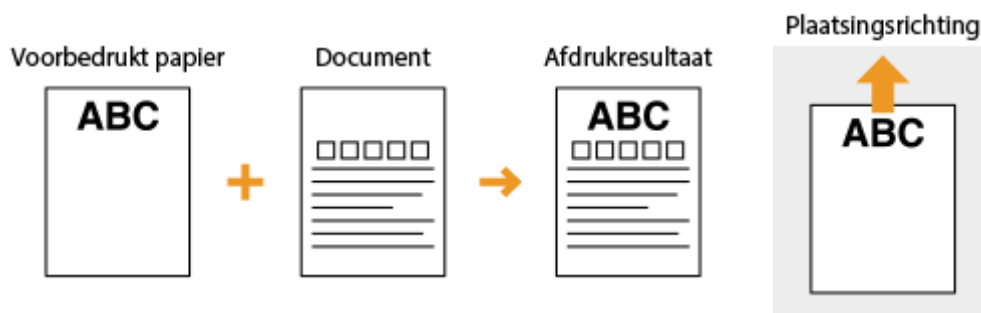 Plaatsingsrichting
Voorbedrukt papier
Document
Afdrukresultaat
ABC
ABC
ABC